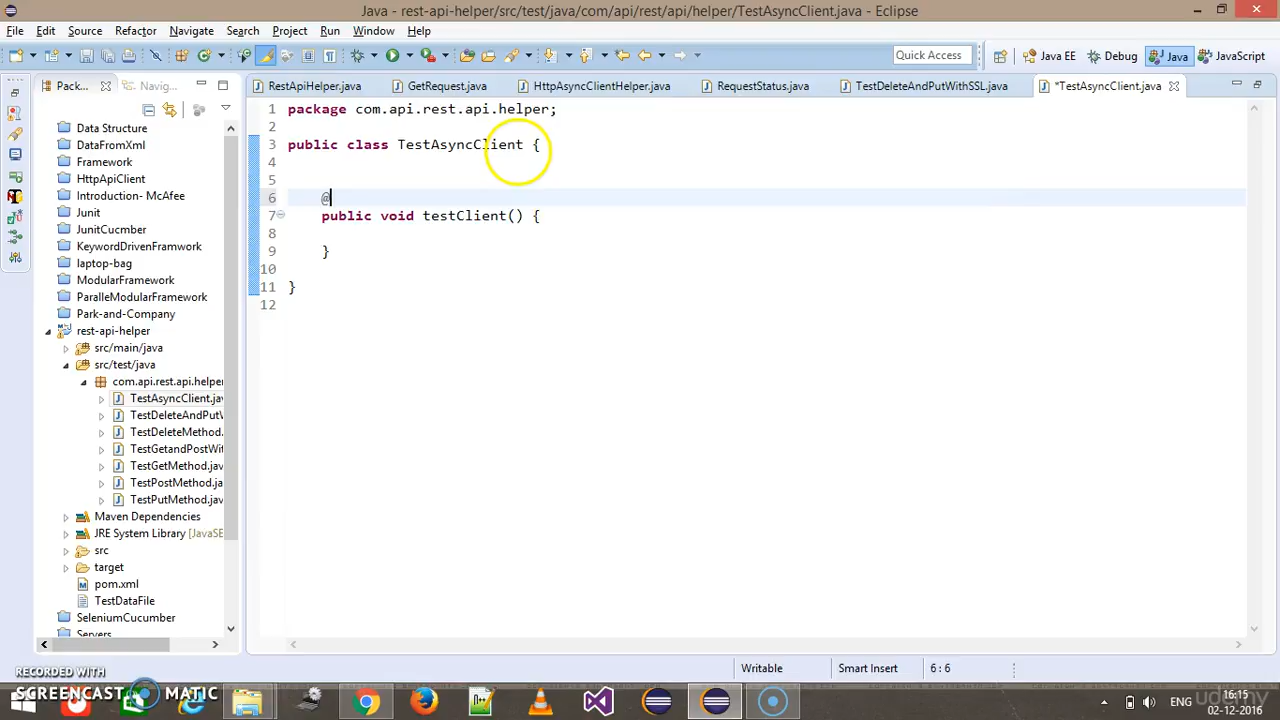 Java - rest-api-helper/src/test/java/com/api/rest/api/helper/TestAsyncClient.java - Eclipse
File Edit Source Refactor Navigate Search Project Run Window Help
Quick Access
Java EE
Debug
Java
JavaScript
Pack...
Navig...
RestApiHelper.java
GetRequest.java
HttpAsyncClientHelper.java
RequestStatus.java
TestDeleteAndPutWithSSL.java
*TestAsyncClient.java
Data Structure
DataFromXml
Framework
HttpApiClient
Introduction- McAfee
Junit
JunitCucmber
KeywordDrivenFramwork
laptop-bag
ModularFramework
ParalleModularFramework
Park-and-Company
rest-api-helper
src/main/java
src/test/java
com.api.rest.api.helper
TestAsyncClient.jav
TestDeleteAndPutW
TestDeleteMethod.
TestGetandPostWit
TestGetMethod.jav
TestPostMethod.ja
TestPutMethod.jav
Maven Dependencies
JRE System Library [JavaSE
src
target
pom.xml
TestDataFile
SeleniumCucumber
Servers
1 package com.api.rest.api.helper;
2
3 public class TestAsyncClient {
4
5
6 @
7 public void testClient() {
8
9 }
10
11 }
12
Writable
Smart Insert
6 : 6
RECORDED WITH
SCREENCAST MATIC
ENG
16:15
02-12-2016
udemy